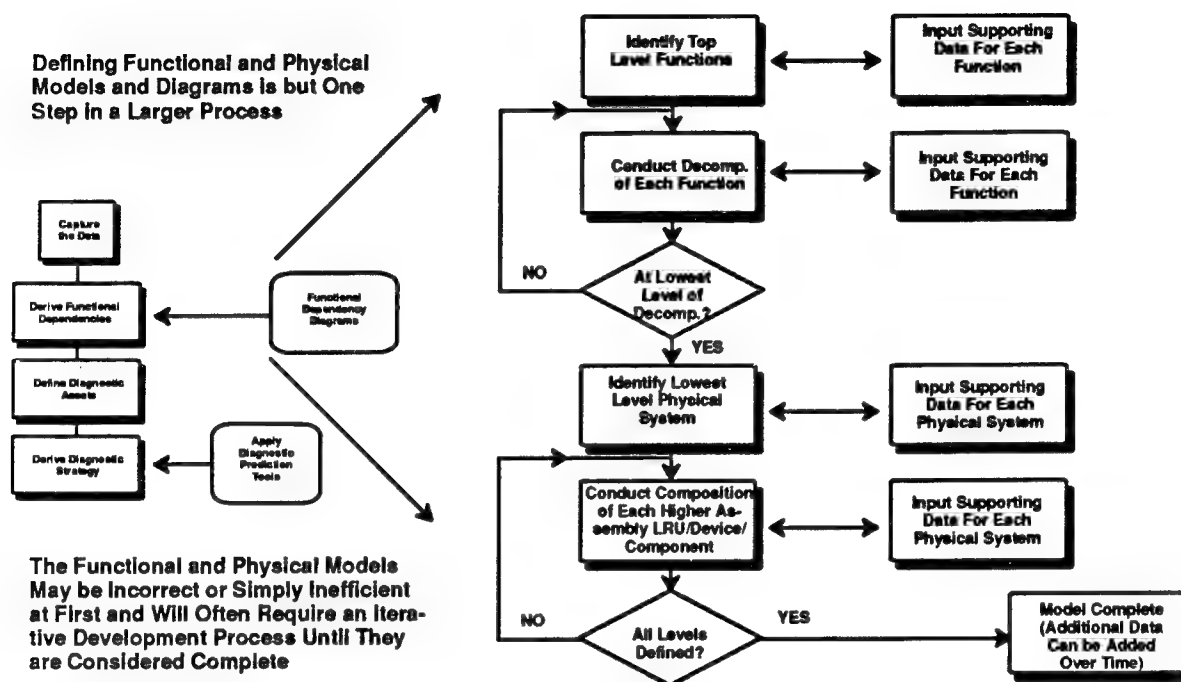 Defining Functional and Physical
Models and Diagrams is but One
Step in a Larger Process
Capture
the Data
Derive Functional
Dependencies
Functional
Dependency
Diagrams
Define Diagnostic
Assets
Derive Diagnostic
Strategy
Apply
Diagnostic
Prediction
Tools
The Functional and Physical Models
May be Incorrect or Simply Inefficient
at First and Will Often Require an Itera-
tive Development Process Until They
are Considered Complete
Identify Top
Level Functions
Input Supporting
Data For Each
Function
Conduct Decomp.
of Each Function
Input Supporting
Data For Each
Function
NO
At Lowest
Level of
Decomp.?
YES
Identify Lowest
Level Physical
System
Input Supporting
Data For Each
Physical System
Conduct Composition
of Each Higher As-
sembly LRU/Device/
Component
Input Supporting
Data For Each
Physical System
NO
All Levels
Defined?
YES
Model Complete
(Additional Data
Can be Added
Over Time)